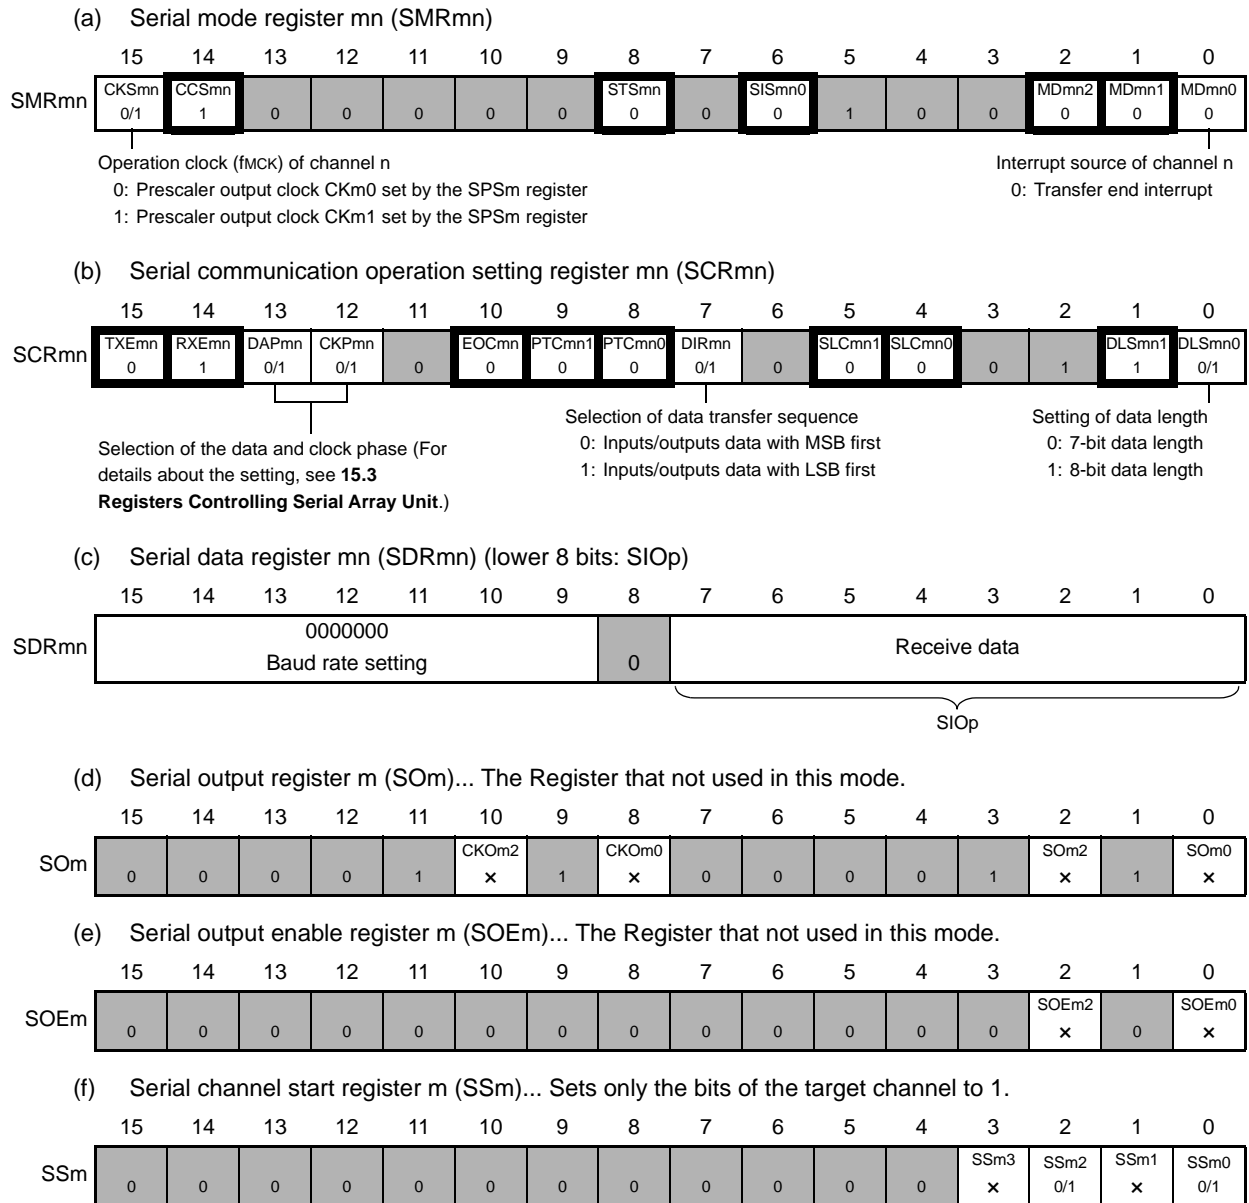 (a) Serial mode register mn (SMRmn)
15 14 13 12 11 10 9 8 7 6 5 4 3 2 1 0
CKSmn CCSmn STSmn SISmn0 MDmn2 MDmn1 MDmn0
SMRmn
0/1 1 0 0 0 0 0 0 0 0 1 0 0 0 0 0
Operation clock (fMCK) of channel n
0: Prescaler output clock CKm0 set by the SPSm register
1: Prescaler output clock CKm1 set by the SPSm register
Interrupt source of channel n
0: Transfer end interrupt
(b) Serial communication operation setting register mn (SCRmn)
15 14 13 12 11 10 9 8 7 6 5 4 3 2 1 0
TXEmn RXEmn DAPmn CKPmn EOCmn PTCmn1 PTCmn0 DIRmn SLCmn1 SLCmn0 DLSmn1 DLSmn0
SCRmn
0 1 0/1 0/1 0 0 0 0 0/1 0 0 0 0 1 1 0/1
Selection of the data and clock phase (For
details about the setting, see 15.3
Registers Controlling Serial Array Unit.)
Selection of data transfer sequence
0: Inputs/outputs data with MSB first
1: Inputs/outputs data with LSB first
Setting of data length
0: 7-bit data length
1: 8-bit data length
(c) Serial data register mn (SDRmn) (lower 8 bits: SIOp)
15 14 13 12 11 10 9 8 7 6 5 4 3 2 1 0
SDRmn
0000000
Baud rate setting
0
Receive data
SIOp
(d) Serial output register m (SOm)... The Register that not used in this mode.
15 14 13 12 11 10 9 8 7 6 5 4 3 2 1 0
CKOm2 CKOm0 SOm2 SOm0
SOm
0 0 0 0 1 × 1 × 0 0 0 0 1 × 1 ×
(e) Serial output enable register m (SOEm)... The Register that not used in this mode.
15 14 13 12 11 10 9 8 7 6 5 4 3 2 1 0
SOEm2 SOEm0
SOEm
0 0 0 0 0 0 0 0 0 0 0 0 0 × 0 ×
(f) Serial channel start register m (SSm)... Sets only the bits of the target channel to 1.
15 14 13 12 11 10 9 8 7 6 5 4 3 2 1 0
SSm3 SSm2 SSm1 SSm0
SSm
0 0 0 0 0 0 0 0 0 0 0 0 × 0/1 × 0/1